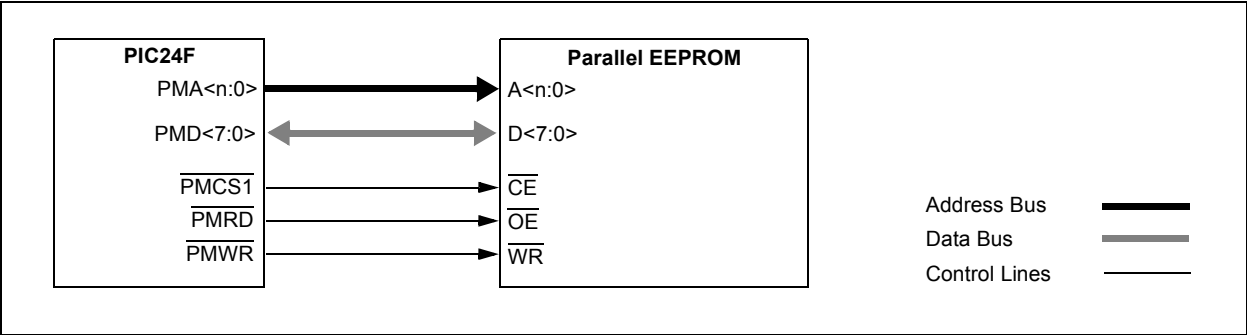 PIC24F
PMA<n:0>
PMD<7:0>
PMCS1
PMRD
PMWR
Parallel EEPROM
A<n:0>
D<7:0>
CE
OE
WR
Address Bus
Data Bus
Control Lines